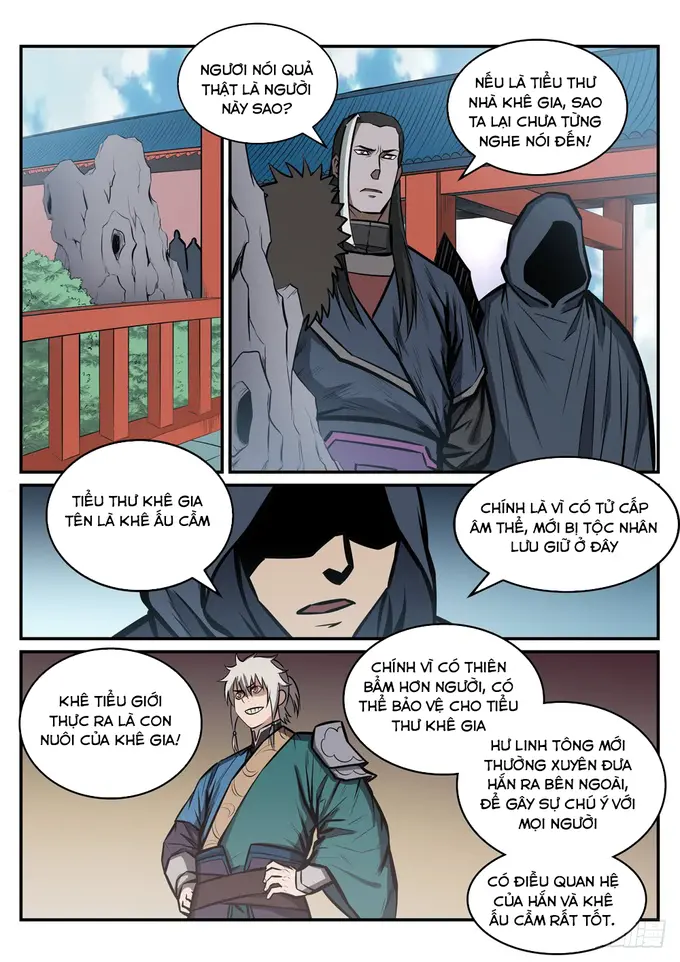 NGƯƠI NÓI QUẢ
THẬT LÀ NGƯỜI
NÀY SAO?
NẾU LÀ TIỂU THƯ
NHÀ KHÊ GIA, SAO
TA LẠI CHƯA TỪNG
NGHE NÓI ĐẾN!
TIỂU THƯ KHÊ GIA
TÊN LÀ KHÊ ẤU CẦM
CHÍNH LÀ VÌ CÓ TỬ CẤP
ÂM THỂ, MỚI BỊ TỘC NHÂN
LƯU GIỮ Ở ĐÂY
KHÊ TIỂU GIỚI
THỰC RA LÀ CON
NUÔI CỦA KHÊ GIA!
CHÍNH VÌ CÓ THIÊN
BẨM HƠN NGƯỜI, CÓ
THỂ BẢO VỆ CHO TIỂU
THƯ KHÊ GIA
HƯ LINH TÔNG MỚI
THƯỜNG XUYÊN ĐƯA
HẮN RA BÊN NGOÀI,
ĐỂ GÂY SỰ CHÚ Ý VỚI
MỌI NGƯỜI
CÓ ĐIỀU QUAN HỆ
CỦA HẮN VÀ KHÊ
ẤU CẦM RẤT TỐT.